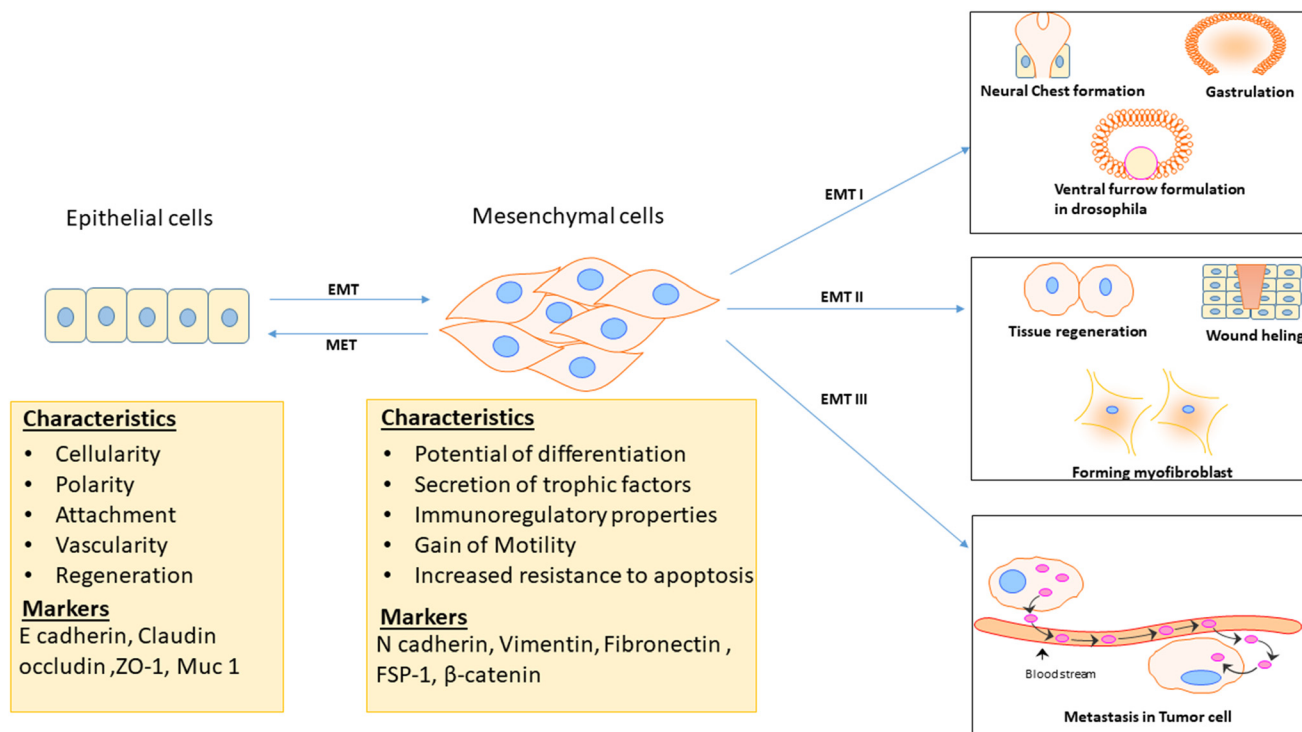 Epithelial cells
EMT
MET
Characteristics
• Cellularity
• Polarity
• Attachment
• Vascularity
• Regeneration
Markers
E cadherin, Claudin
occludin ,ZO-1, Muc 1
Mesenchymal cells
Characteristics
• Potential of differentiation
• Secretion of trophic factors
• Immunoregulatory properties
• Gain of Motility
• Increased resistance to apoptosis
Markers
N cadherin, Vimentin, Fibronectin ,
FSP-1, β-catenin
EMT I
Neural Chest formation
Gastrulation
Ventral furrow formulation
in drosophila
EMT II
Tissue regeneration
Wound heling
Forming myofibroblast
EMT III
Blood stream
Metastasis in Tumor cell